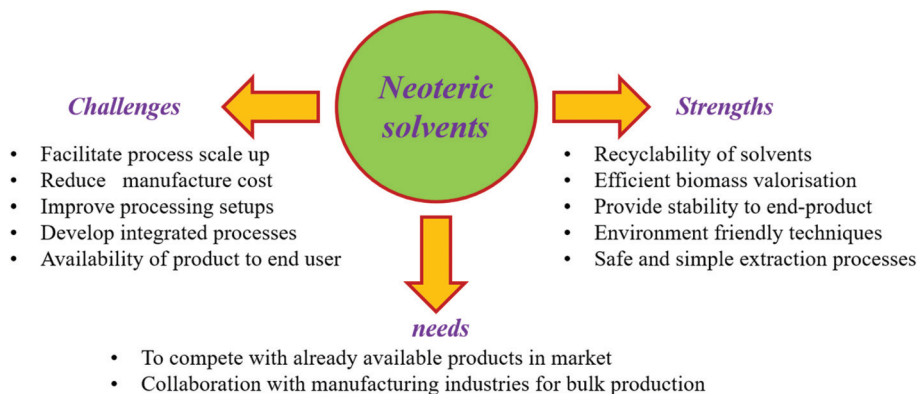 Neoteric
solvents
Challenges
• Facilitate process scale up
• Reduce manufacture cost
• Improve processing setups
• Develop integrated processes
• Availability of product to end user
Strengths
• Recyclability of solvents
• Efficient biomass valorisation
• Provide stability to end-product
• Environment friendly techniques
• Safe and simple extraction processes
needs
• To compete with already available products in market
• Collaboration with manufacturing industries for bulk production